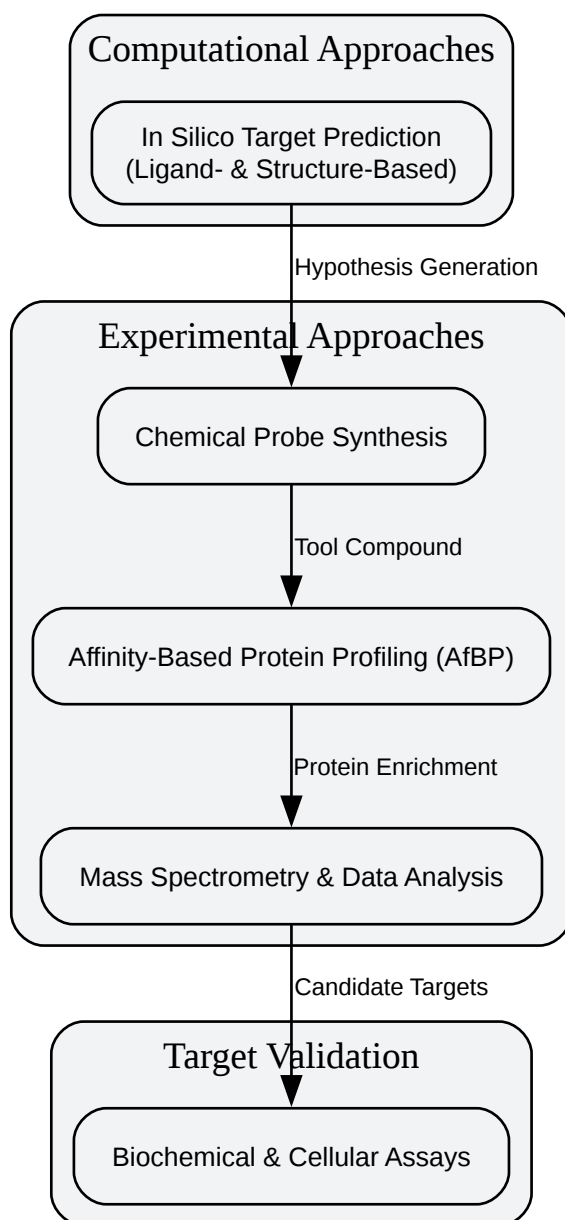 Computational Approaches
In Silico Target Prediction
(Ligand- & Structure-Based)
Hypothesis Generation
Experimental Approaches
Chemical Probe Synthesis
Tool Compound
Affinity-Based Protein Profiling (AfBP)
Protein Enrichment
Mass Spectrometry & Data Analysis
Candidate Targets
Target Validation
Biochemical & Cellular Assays